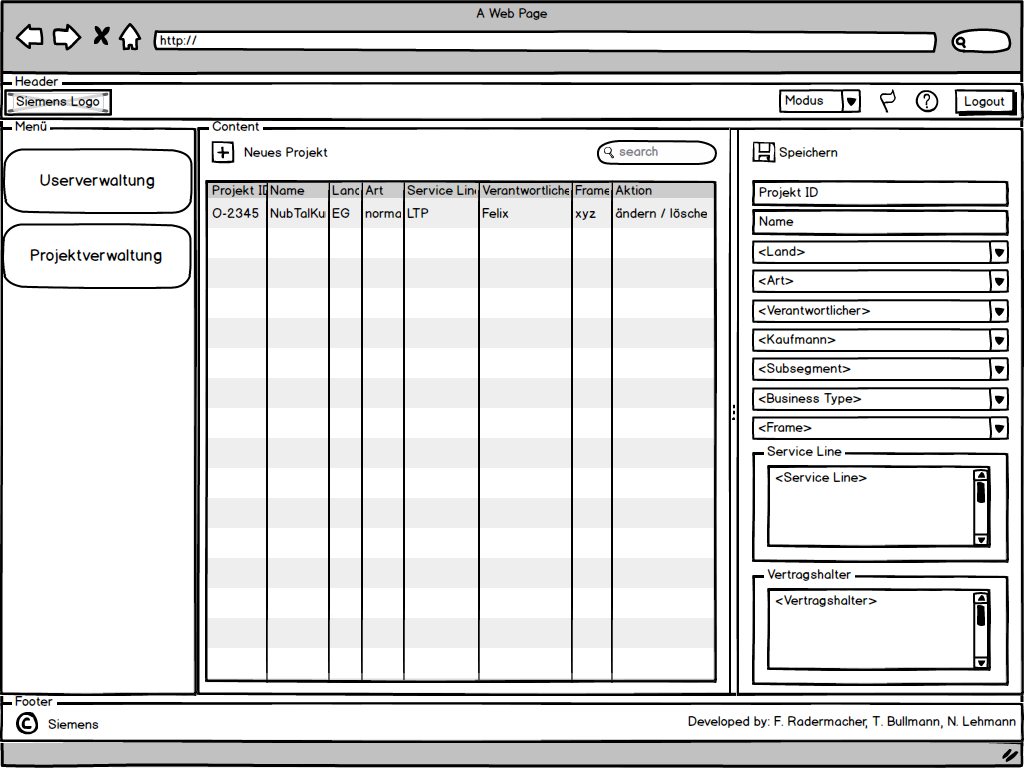 A Web Page
http://
Header
Siemens Logo
Modus
Logout
Menü
Userverwaltung
Projektverwaltung
Content
Neues Projekt
search
Projekt ID Name Land Art Service Lin Verantwortliche Frame Aktion
O-2345 NubTalKu EG norma LTP Felix xyz ändern / lösche
Speichern
Projekt ID
Name
<Land>
<Art>
<Verantwortlicher>
<Kaufmann>
<Subsegment>
<Business Type>
<Frame>
Service Line
<Service Line>
Vertragshalter
<Vertragshalter>
Footer
© Siemens
Developed by: F. Radermacher, T. Bullmann, N. Lehmann